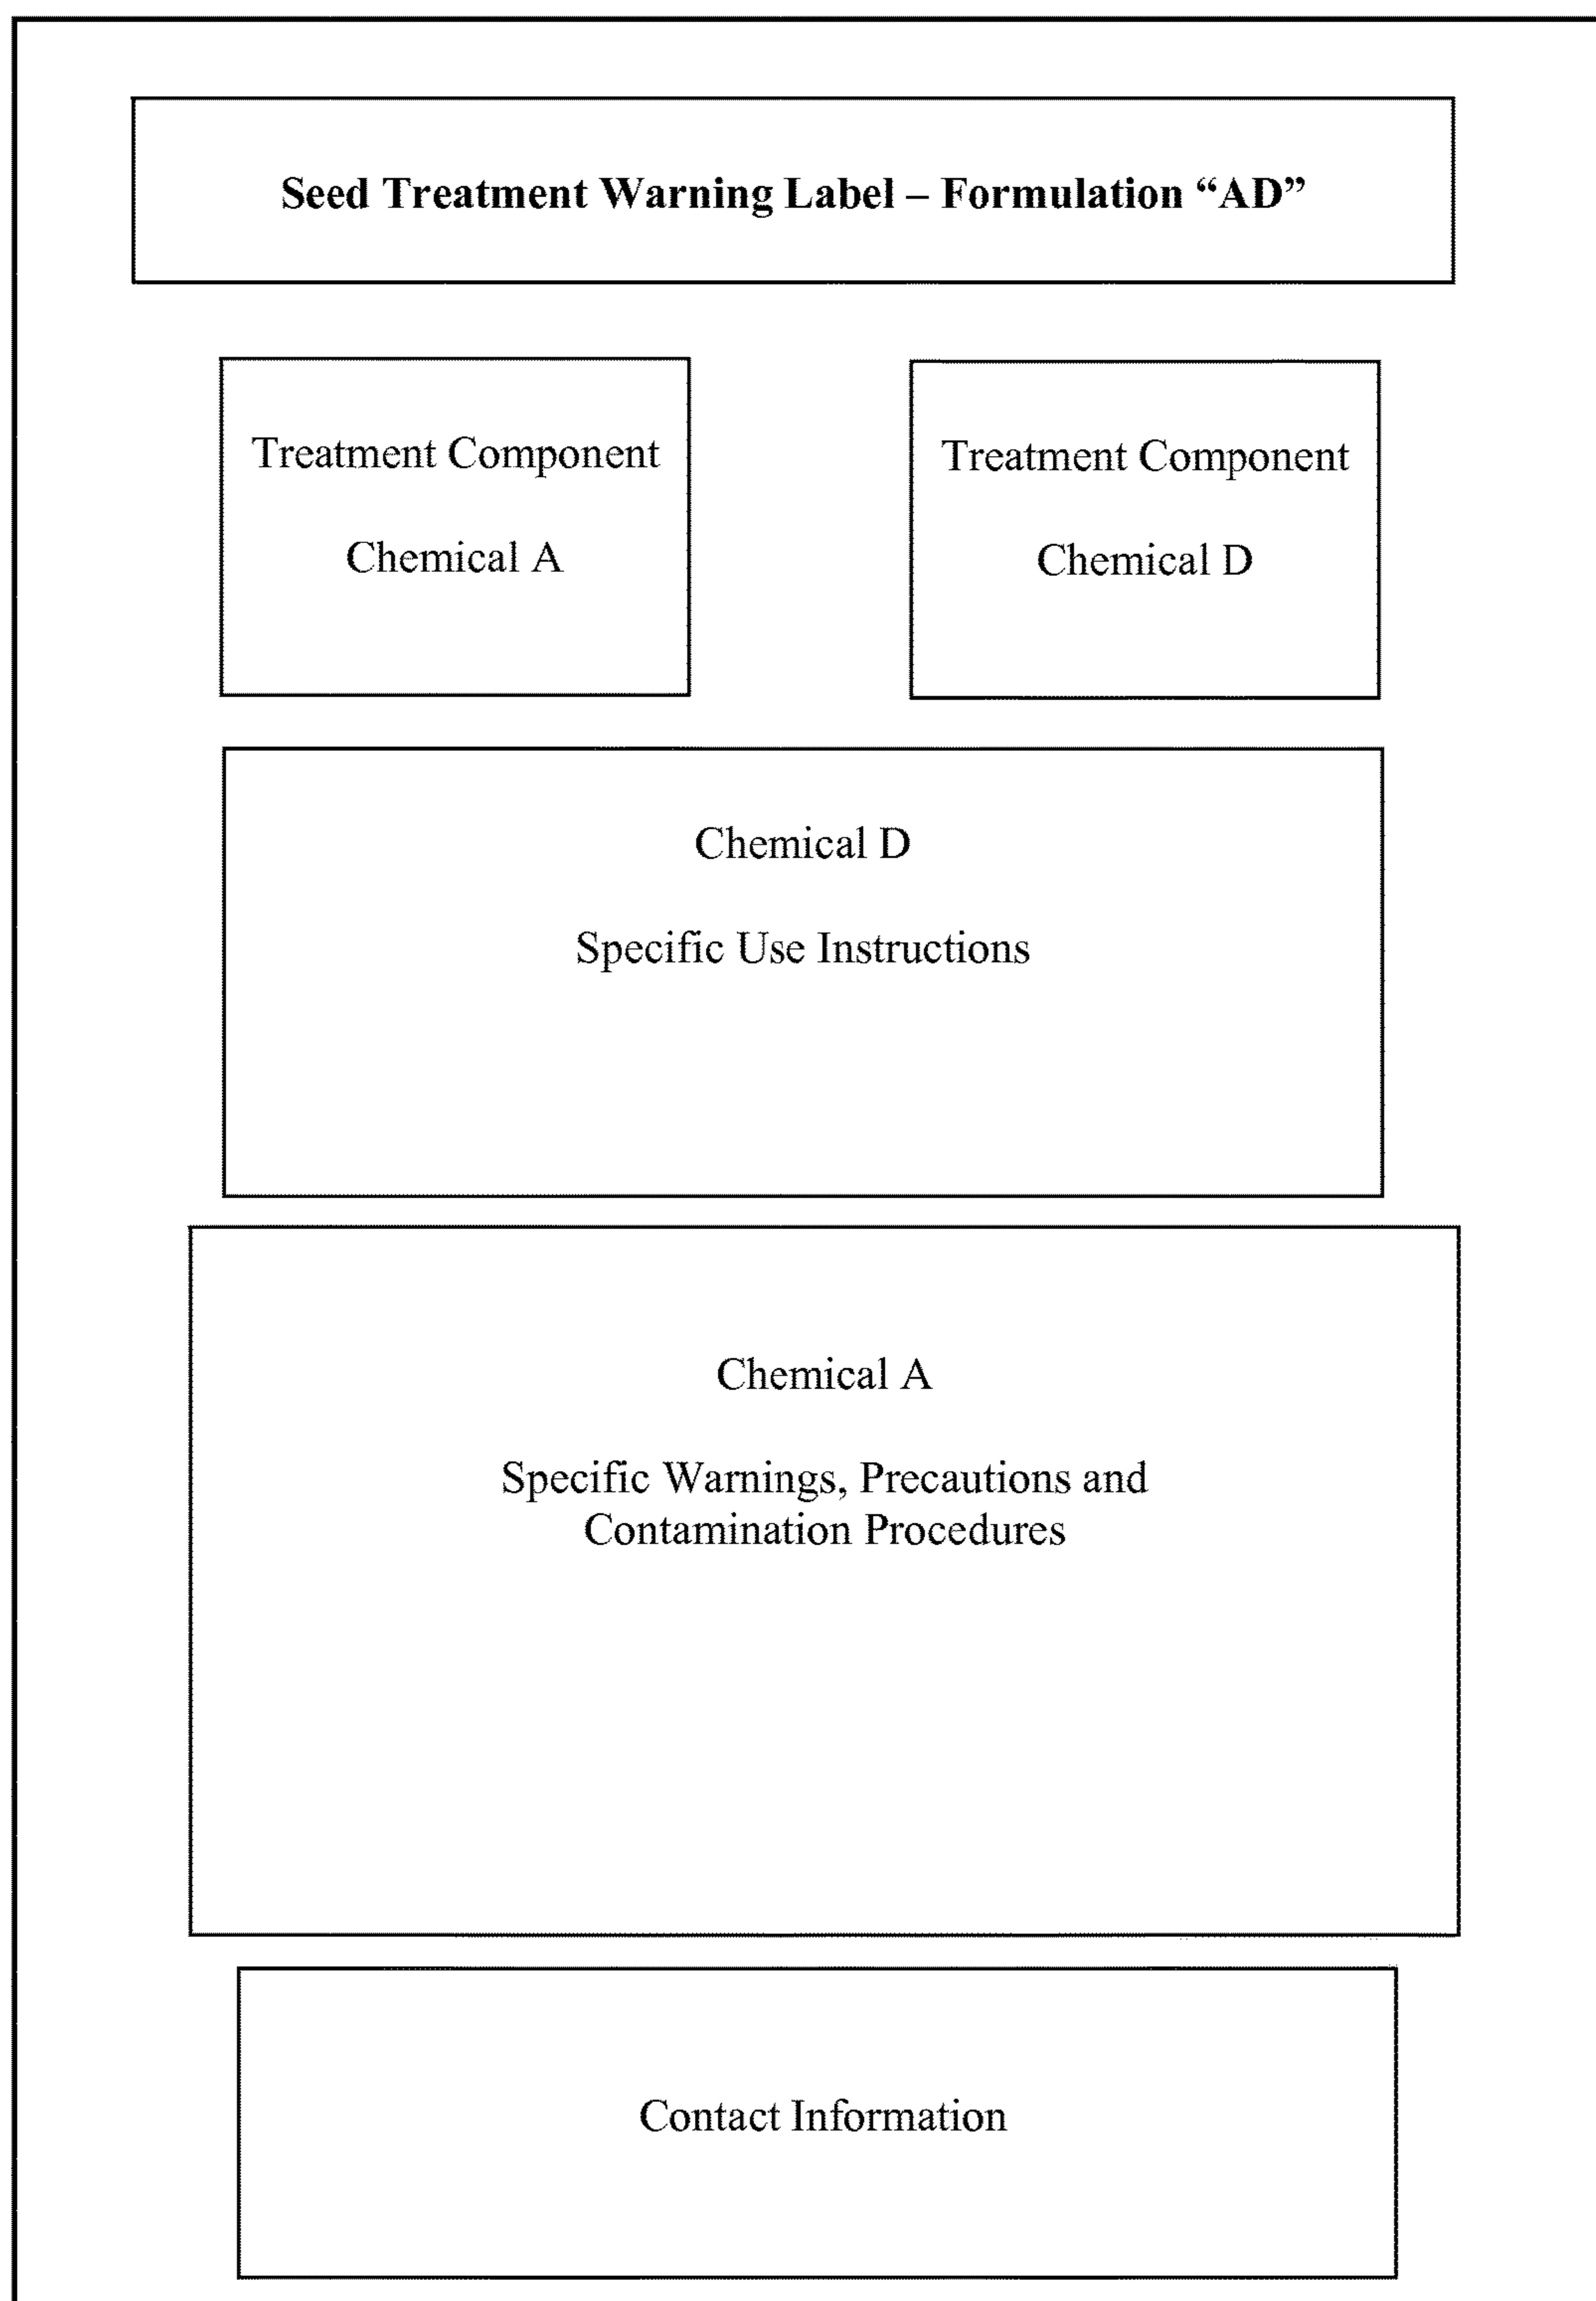 Seed Treatment Warning Label – Formulation “AD”
Treatment Component
Chemical A
Treatment Component
Chemical D
Chemical D
Specific Use Instructions
Chemical A
Specific Warnings, Precautions and
Contamination Procedures
Contact Information